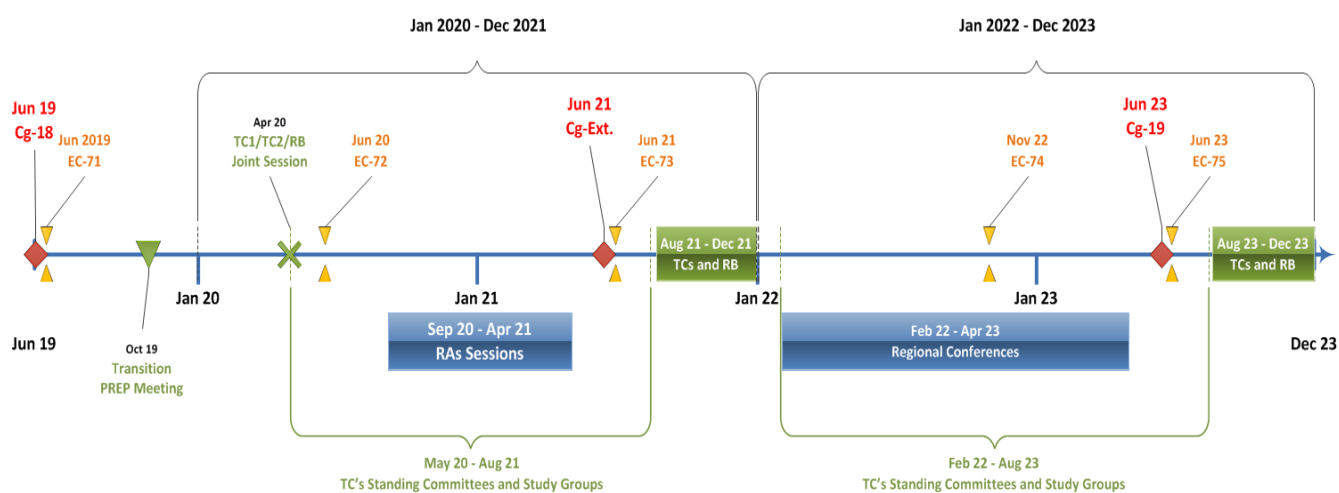 Jan 2020 - Dec 2021
Jan 2022 - Dec 2023
Jun 19
Cg-18
Jun 2019
EC-71
Apr 20
TC1/TC2/RB
Joint Session
Jun 20
EC-72
Jun 21
Cg-Ext.
Jun 21
EC-73
Nov 22
EC-74
Jun 23
Cg-19
Jun 23
EC-75
Aug 21 - Dec 21
TCs and RB
Aug 23 - Dec 23
TCs and RB
Jan 20
Jan 21
Jan 22
Jan 23
Jun 19
Dec 23
Oct 19
Transition
PREP Meeting
Sep 20 - Apr 21
RAs Sessions
Feb 22 - Apr 23
Regional Conferences
May 20 - Aug 21
TC's Standing Committees and Study Groups
Feb 22 - Aug 23
TC's Standing Committees and Study Groups